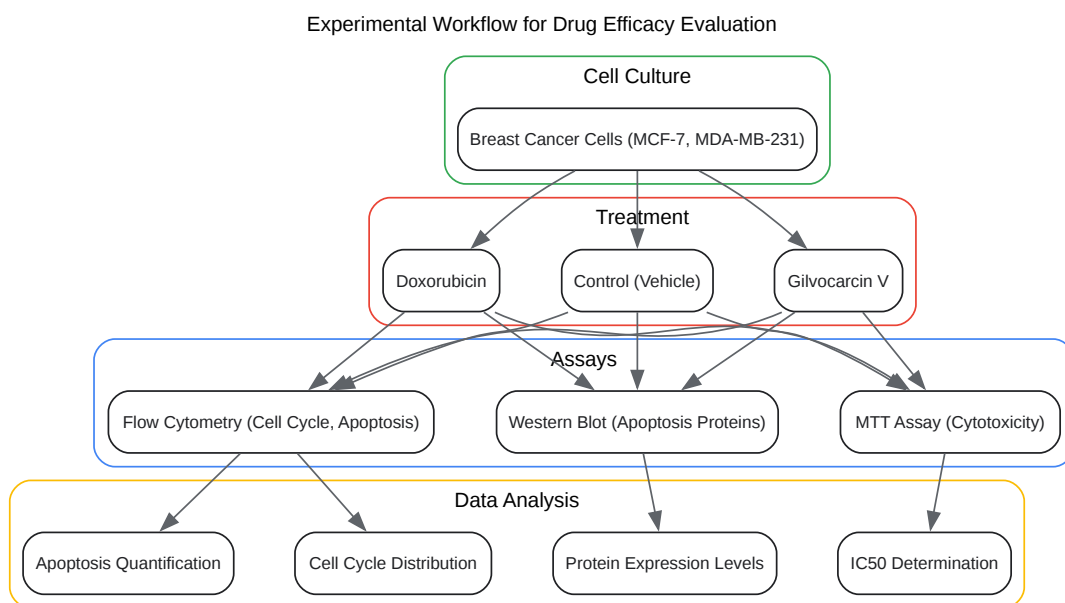 Experimental Workflow for Drug Efficacy Evaluation
Cell Culture
Breast Cancer Cells (MCF-7, MDA-MB-231)
Treatment
Doxorubicin
Control (Vehicle)
Gilvocarcin V
Assays
Flow Cytometry (Cell Cycle, Apoptosis)
Western Blot (Apoptosis Proteins)
MTT Assay (Cytotoxicity)
Data Analysis
Apoptosis Quantification
Cell Cycle Distribution
Protein Expression Levels
IC50 Determination